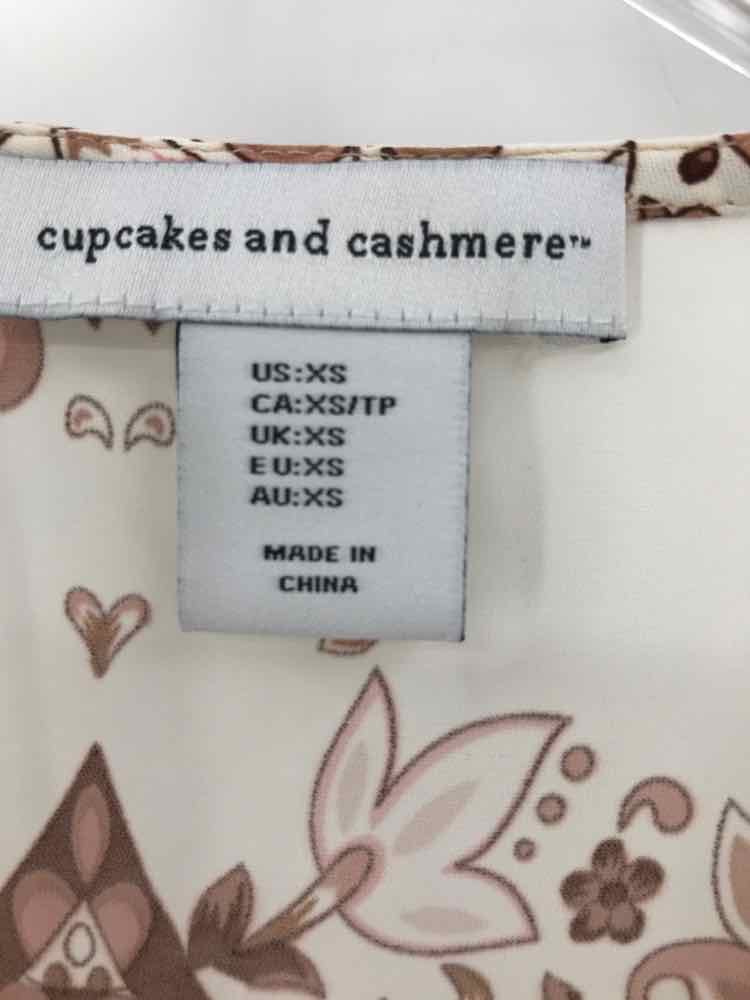 cupcakes and cashmere™
US:XS
CA:XS/TP
UK:XS
EU:XS
AU:XS
MADE IN
CHINA